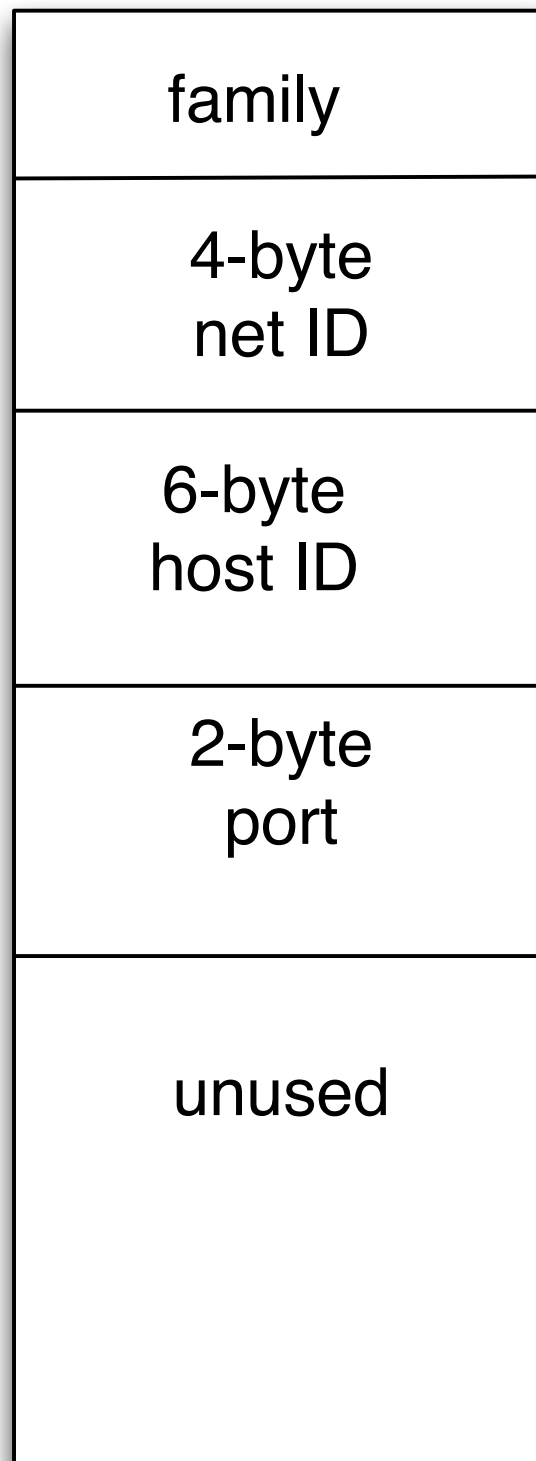 family
4-byte
net ID
6-byte
host ID
2-byte
port
unused